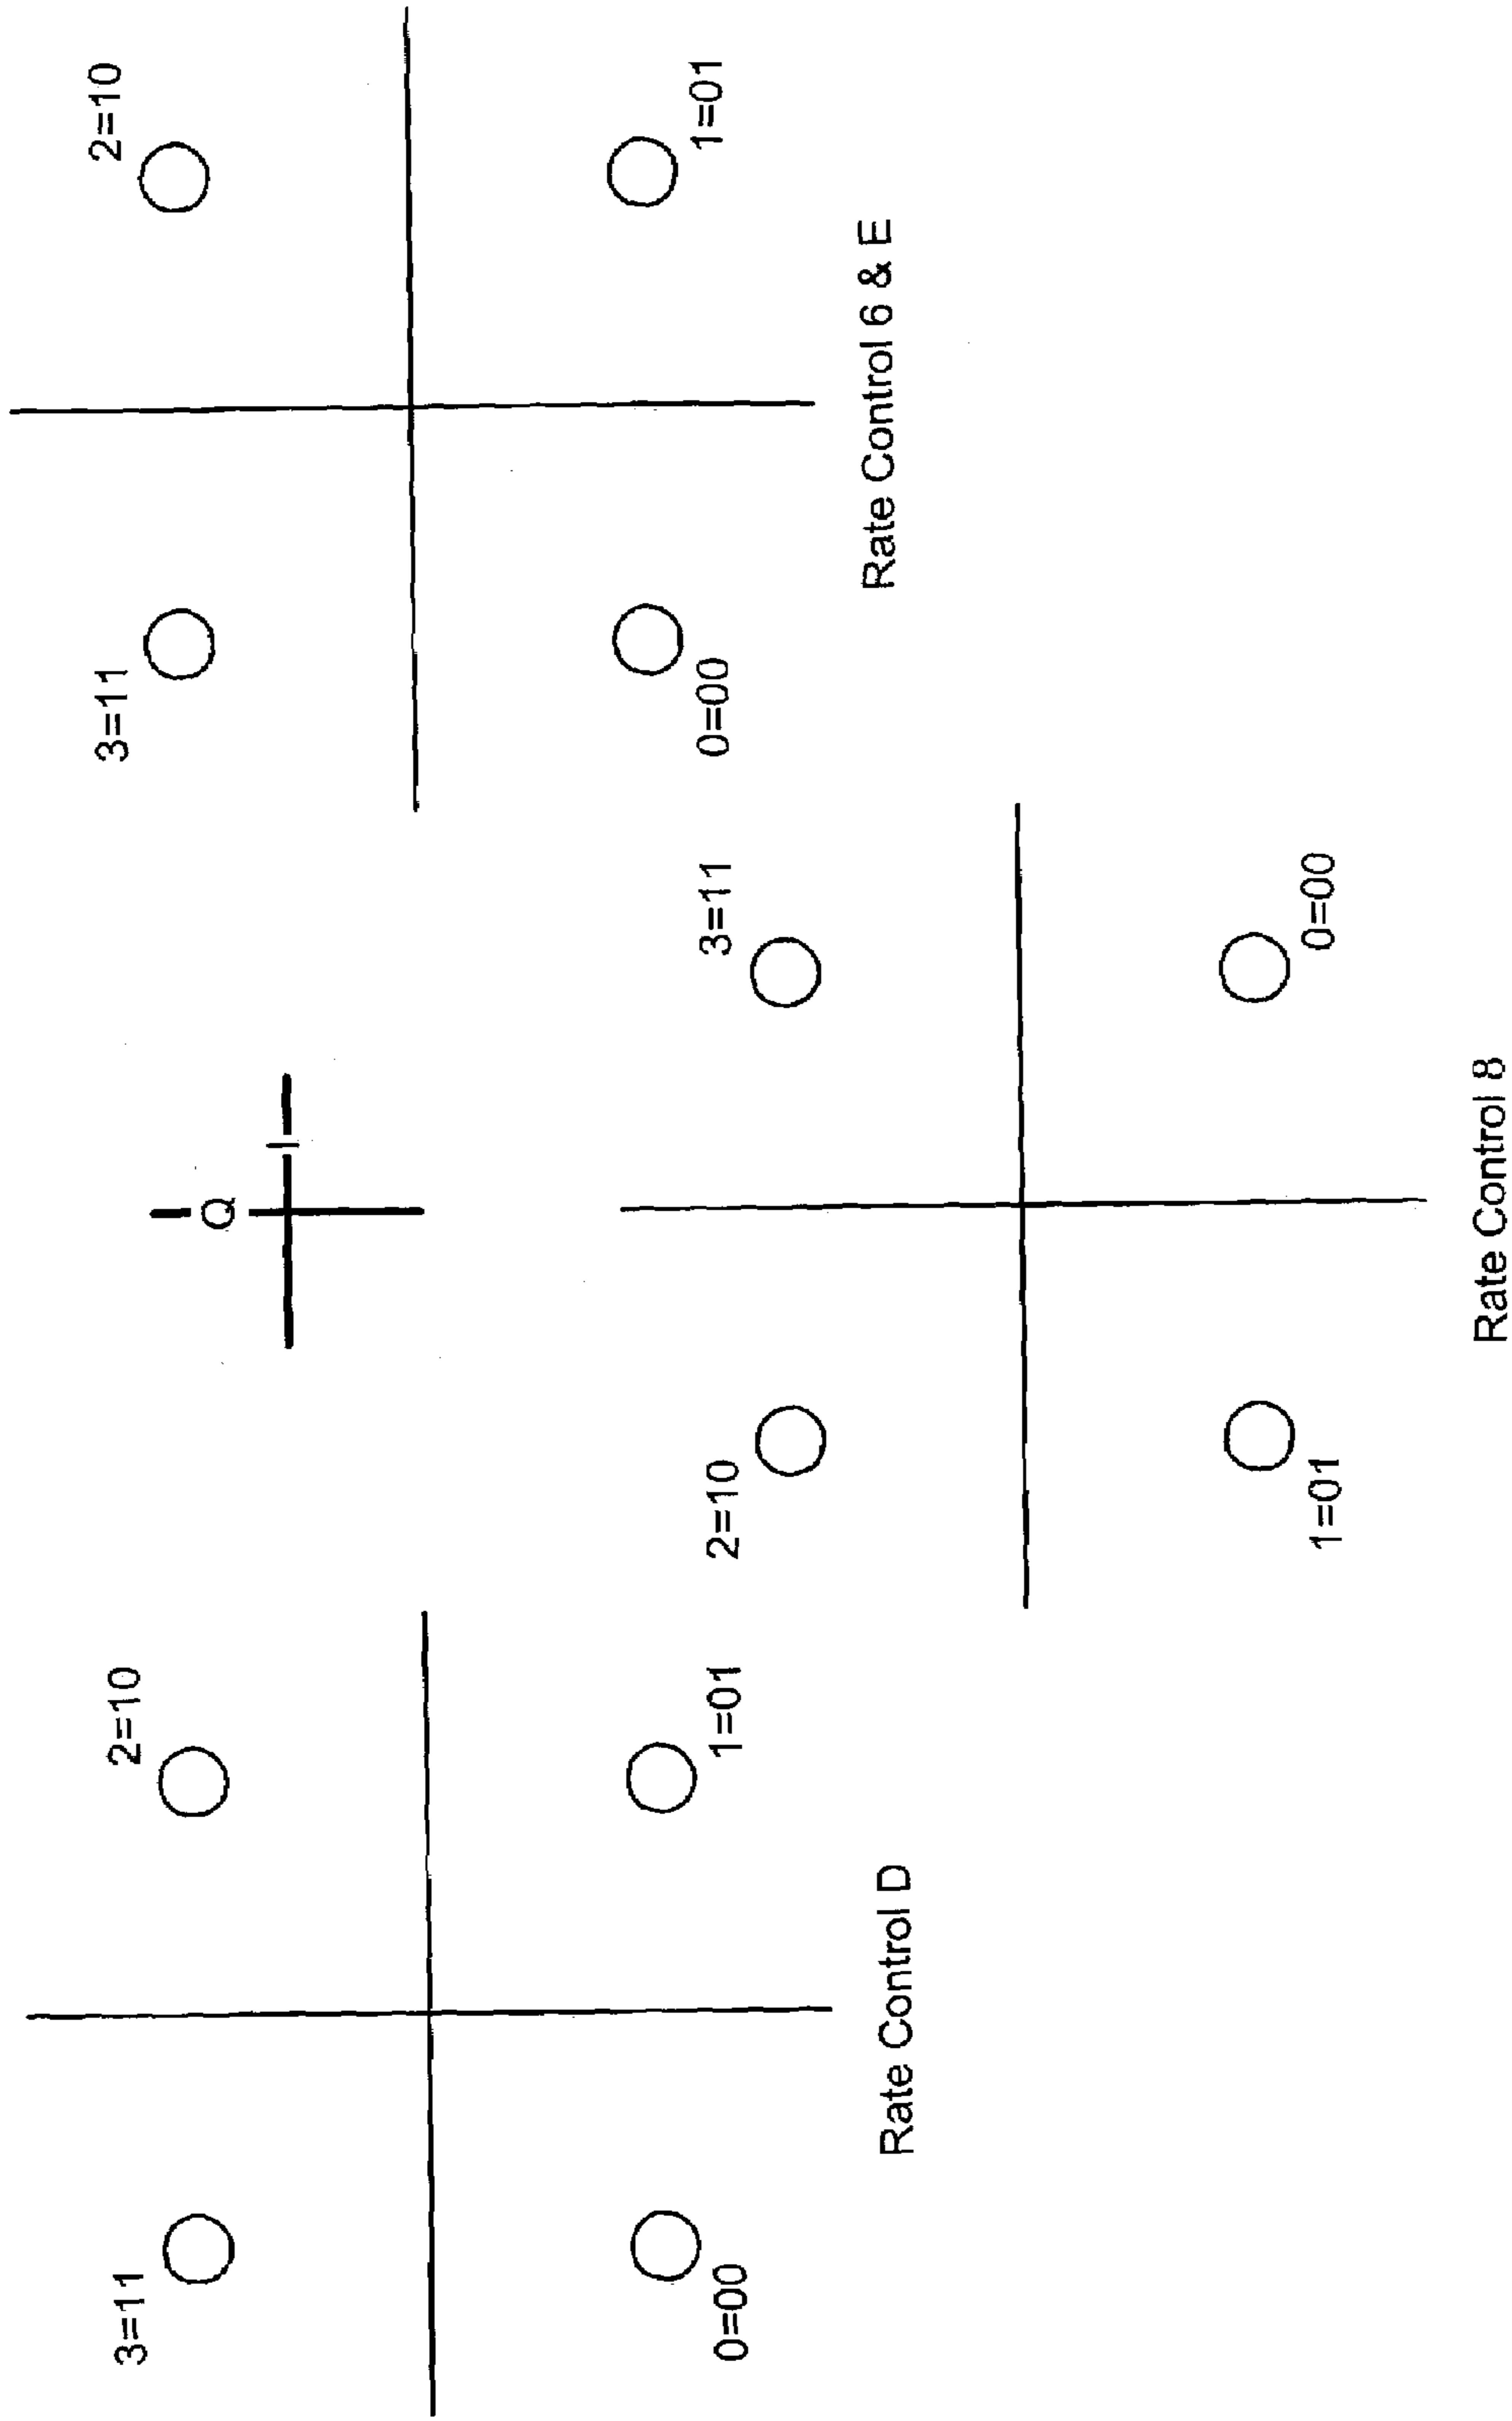 3=11
2=10
0=00
1=01
Rate Control D
Q
I
3=11
2=10
0=00
1=01
Rate Control 6 & E
2=10
3=11
1=01
0=00
Rate Control 8